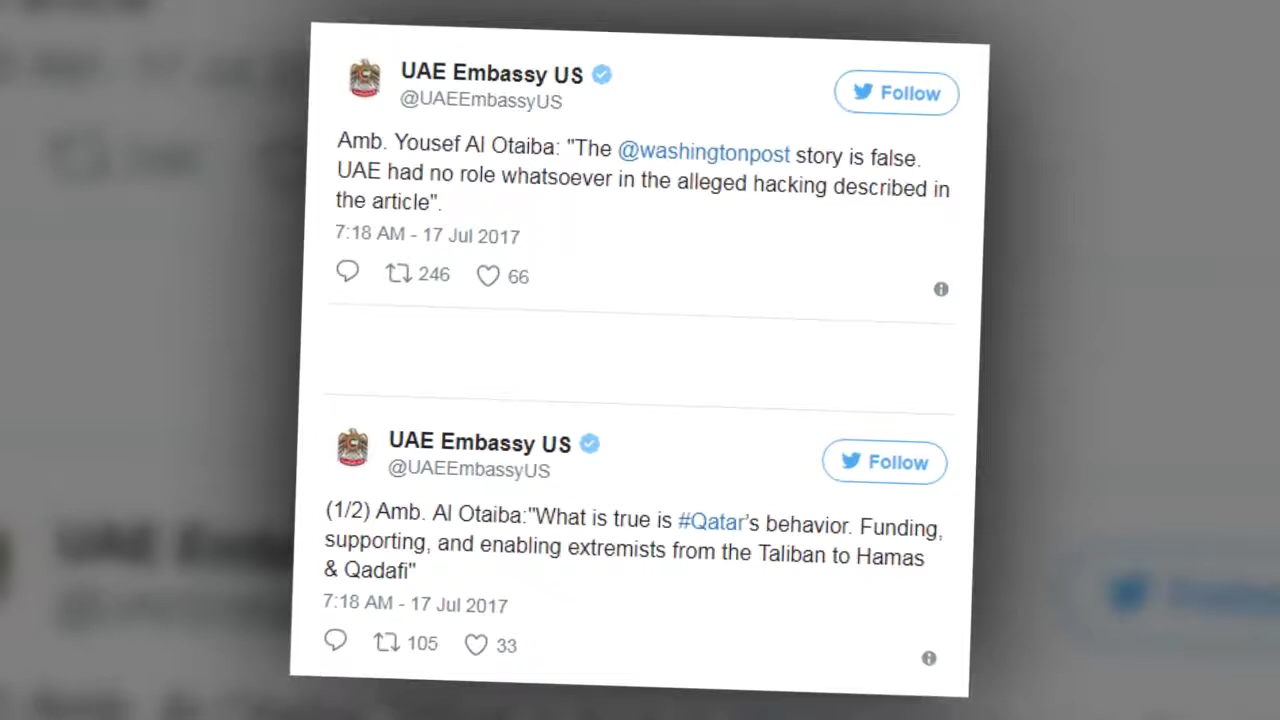 UAE Embassy US
@UAEEmbassyUS
Follow
Amb. Yousef Al Otaiba: "The @washingtonpost story is false.
UAE had no role whatsoever in the alleged hacking described in
the article".
7:18 AM - 17 Jul 2017
246 66
UAE Embassy US
@UAEEmbassyUS
Follow
(1/2) Amb. Al Otaiba:"What is true is #Qatar's behavior. Funding,
supporting, and enabling extremists from the Taliban to Hamas
& Qadafi"
7:18 AM - 17 Jul 2017
105 33